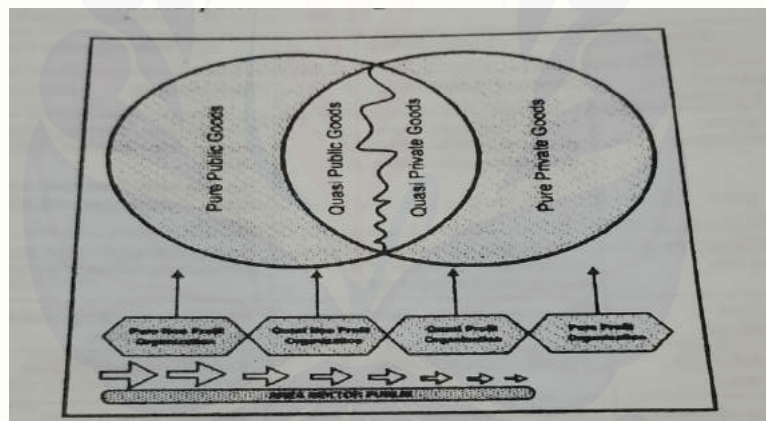 Pure Public Goods
Quasi Public Goods
Quasi Private Goods
Pure Private Goods
Pure Non Profit
Organization
Quasi Non Profit
Organization
Quasi Profit
Organization
Pure Profit
Organization
AREA SEKTOR PUBLIK